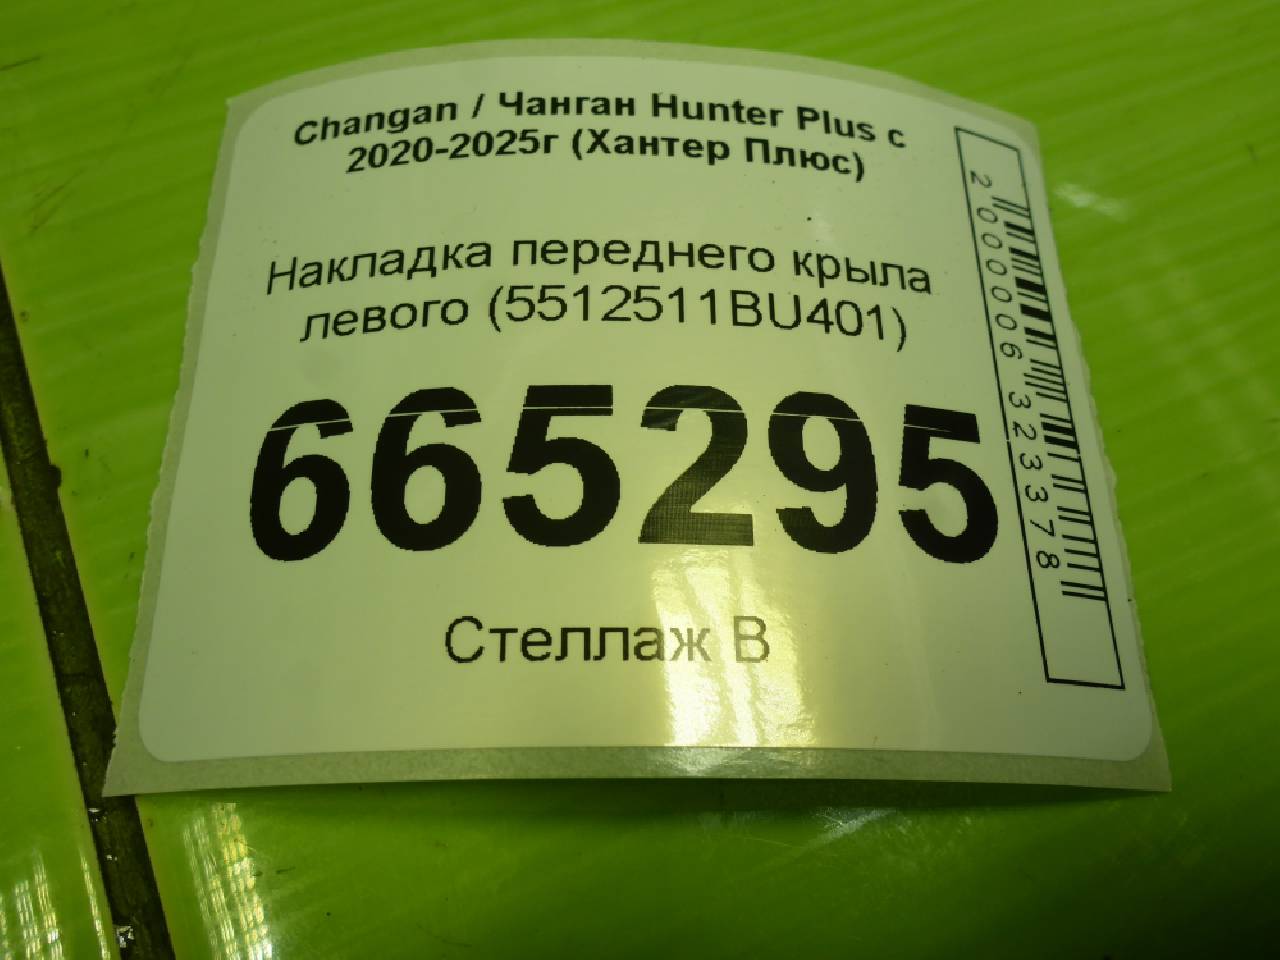 Changan / Чанган Hunter Plus с
2020-2025г (Хантер Плюс)
Накладка переднего крыла
левого (5512511BU401)
665295
Стеллаж В
2000006323378